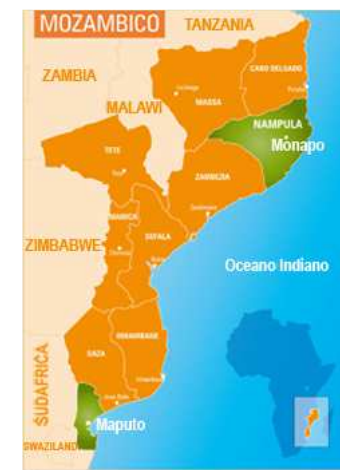 MOZAMBICO
TANZANIA
ZAMBIA
CABO DELGADO
MALAWI
NIASSA
NAMPULA
Monapo
TETE
ZAMBEZIA
MANICA
SOFALA
ZIMBABWE
Oceano Indiano
INHAMBANE
GAZA
SUDAFRICA
Maputo
SWAZILAND